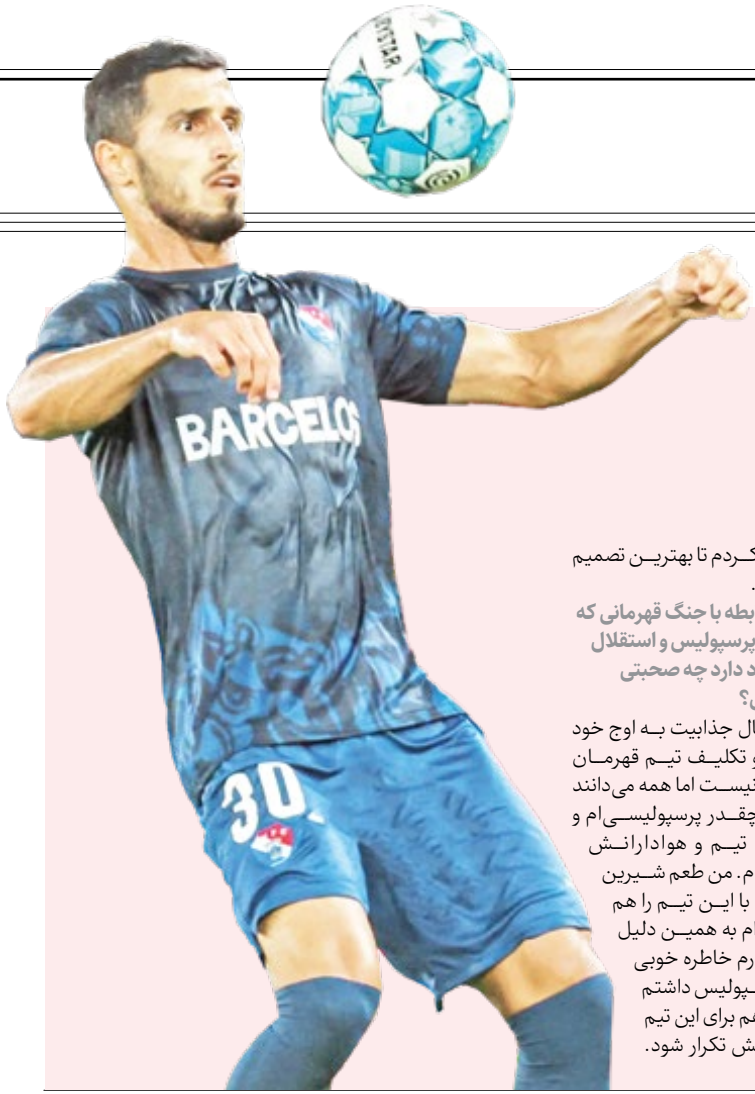 EYSTAR
BARCELOS
30
کردم تا بهترین تصمیم
.
بطه با جنگ قهرمانی که
پرسپولیس و استقلال
د دارد چه صحبتی
؟
ال جذابیت به اوج خود
و تکلیف تیم قهرمان
نیست اما همه می‌دانند
چقدر پرسپولیسی‌ام و
تیم و هوادارانش
م. من طعم شیرین
با این تیم را هم
ام به همین دلیل
رم خاطره خوبی
سپولیس داشتم
هم برای این تیم
ش تکرار شود.